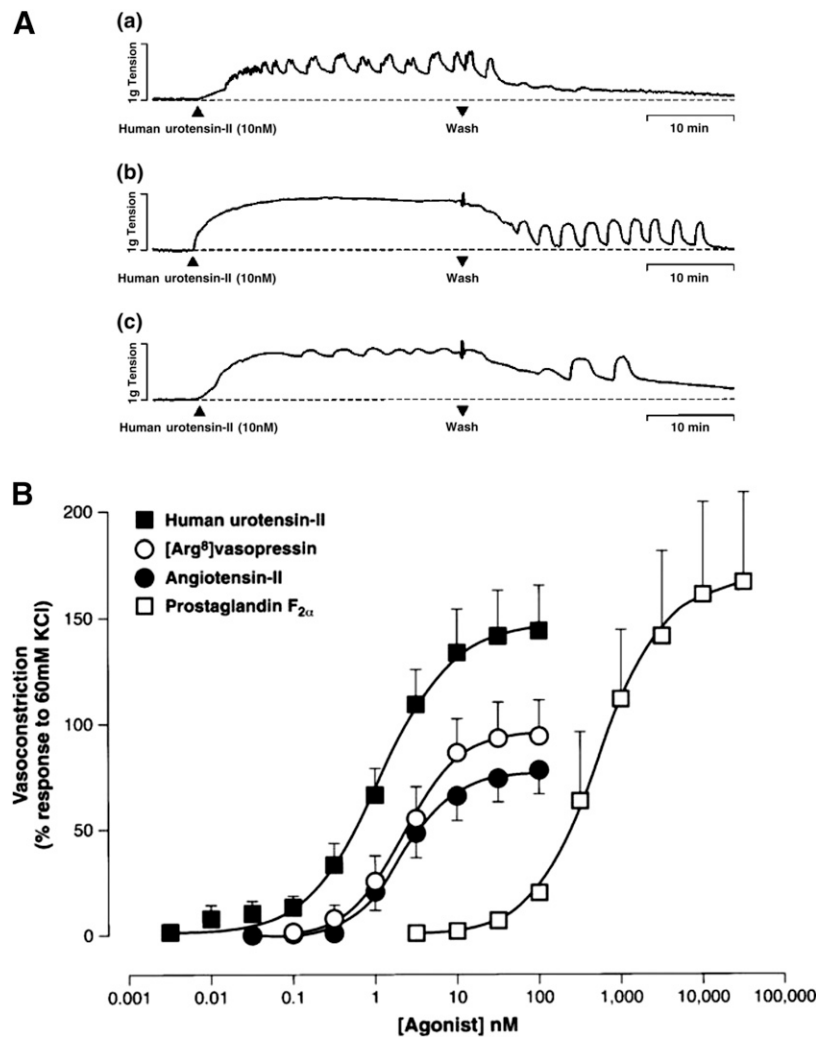 A
(a)
1g Tension
Human urotensin-II (10nM)
Wash
10 min
(b)
1g Tension
Human urotensin-II (10nM)
Wash
10 min
(c)
1g Tension
Human urotensin-II (10nM)
Wash
10 min
B
Human urotensin-II
[Arg⁸]vasopressin
Angiotensin-II
Prostaglandin F₂α
Vasoconstriction
(% response to 60mM KCl)
200
150
100
50
0
0.001 0.01 0.1 1 10 100 1,000 10,000 100,000
[Agonist] nM